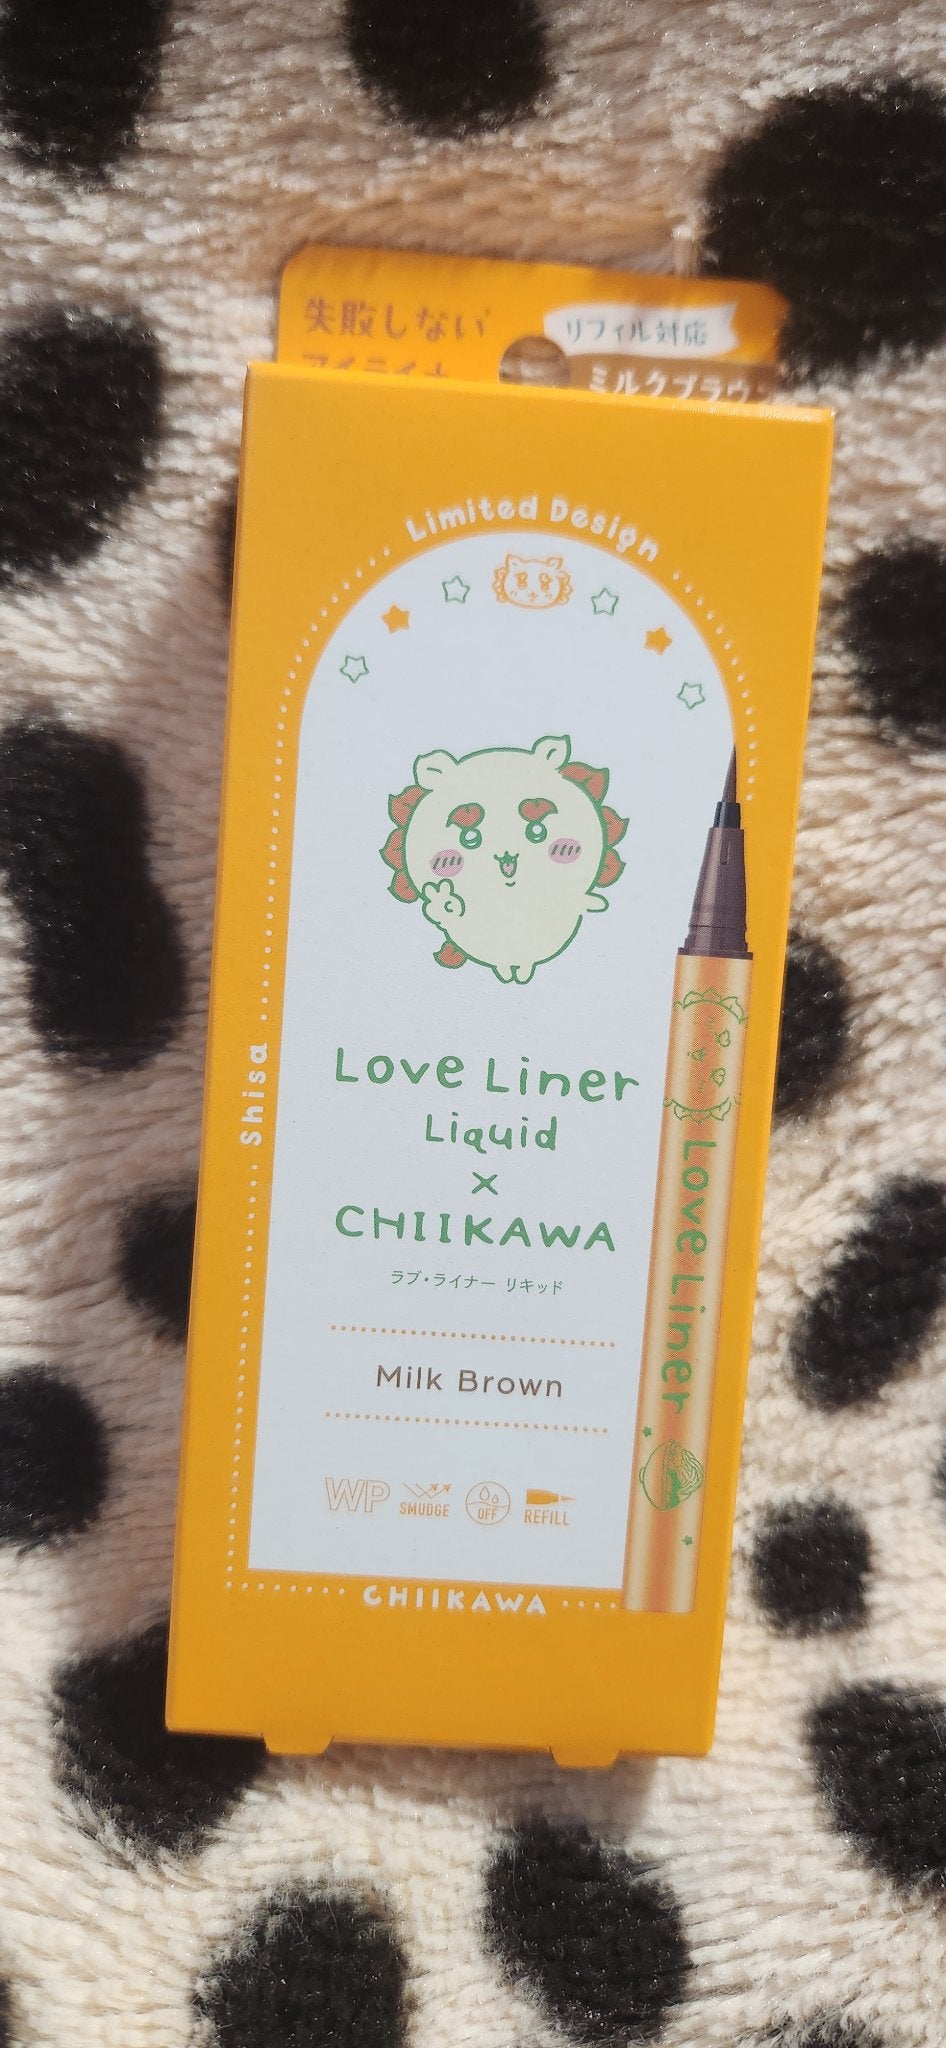 失敗しない
アイライナー
リフィル対応
ミルクブラウン
Limited Design
Shisa
Love Liner
Liquid
×
CHIIKAWA
ラブ・ライナー リキッド
Milk Brown
WP
SMUDGE
OFF
REFILL
CHIIKAWA
Love Liner